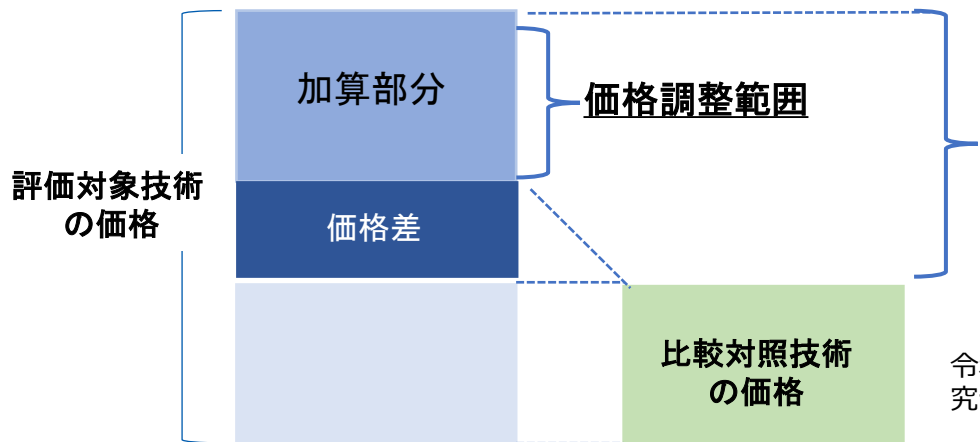 加算部分
価格調整範囲
評価対象技術
の価格
価格差
比較対照技術
の価格
令
究